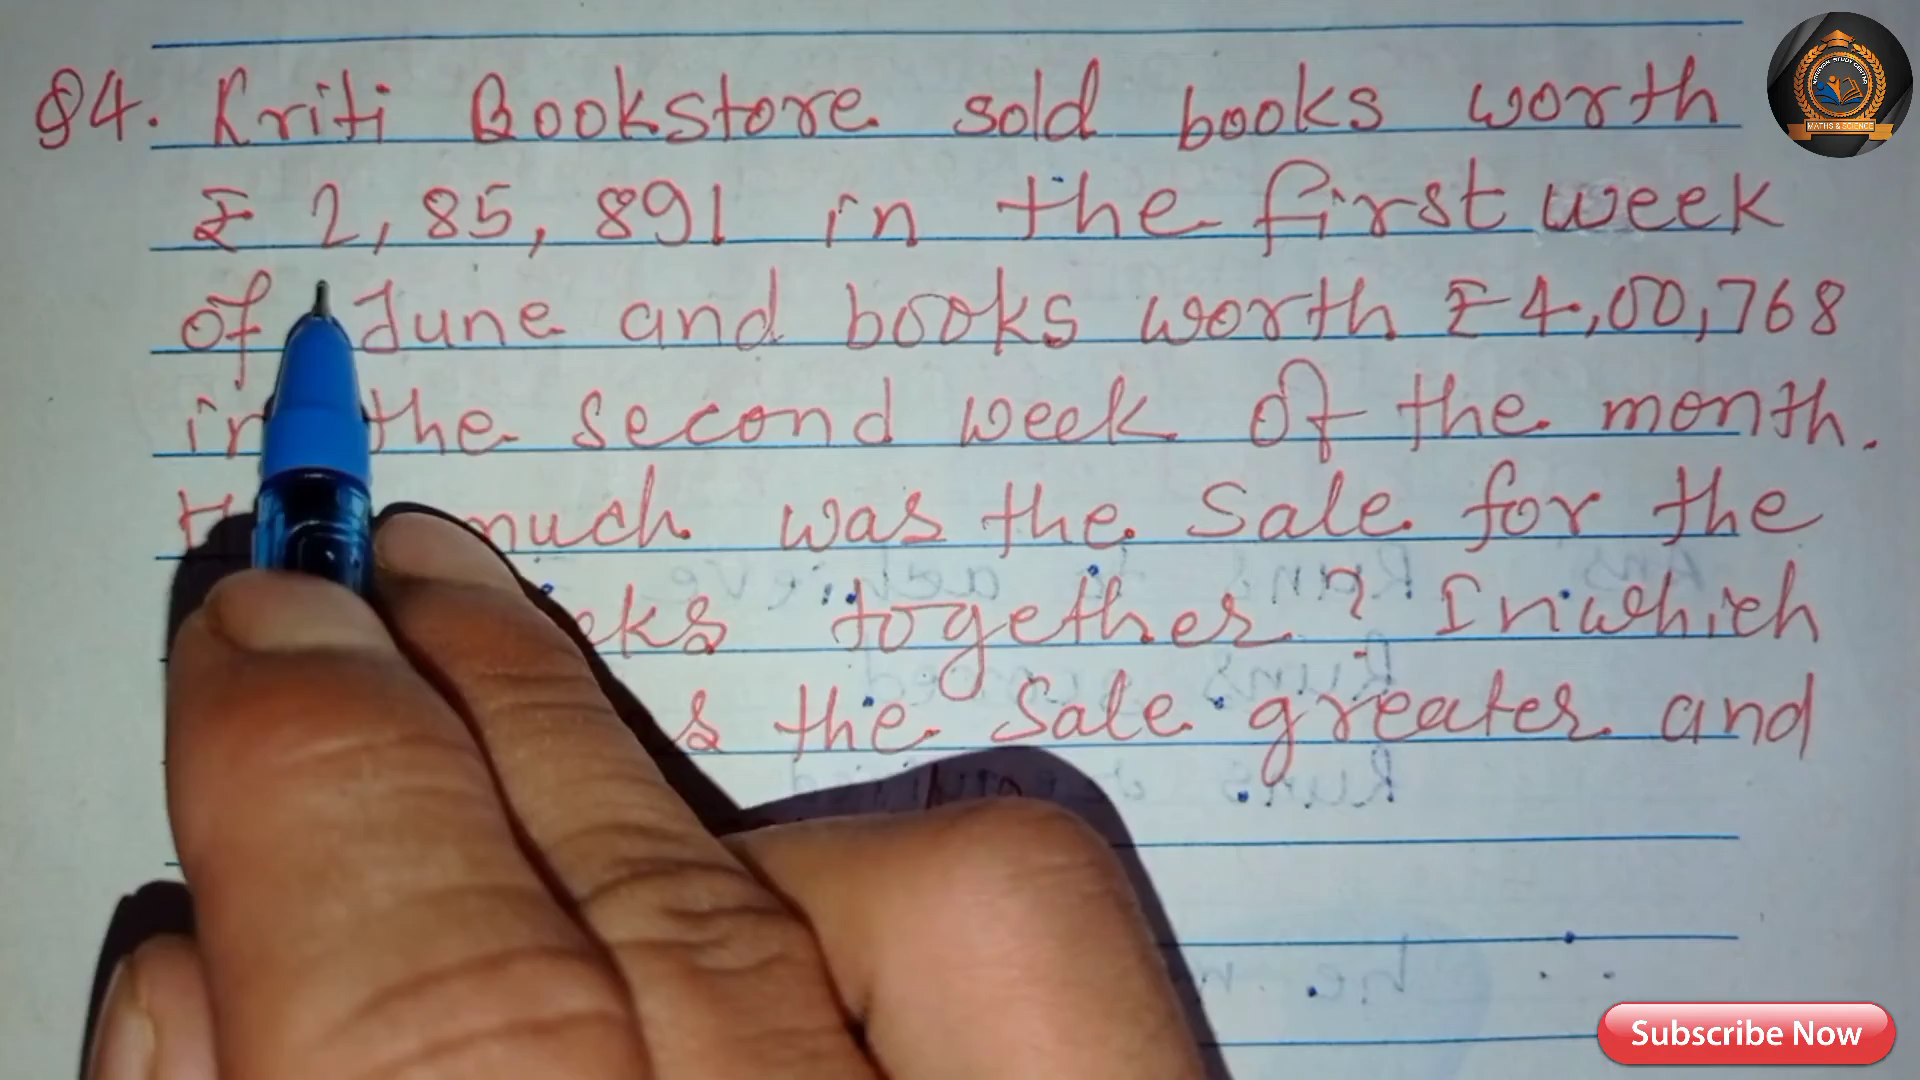 Q4. Kriti Bookstore sold books worth
₹ 2,85,891 in the first week
of June and books worth ₹4,00,768
in the second week of the month.
much was the Sale for the
together? In which
the Sale greater and
MATHS & SCIENCE
Subscribe Now